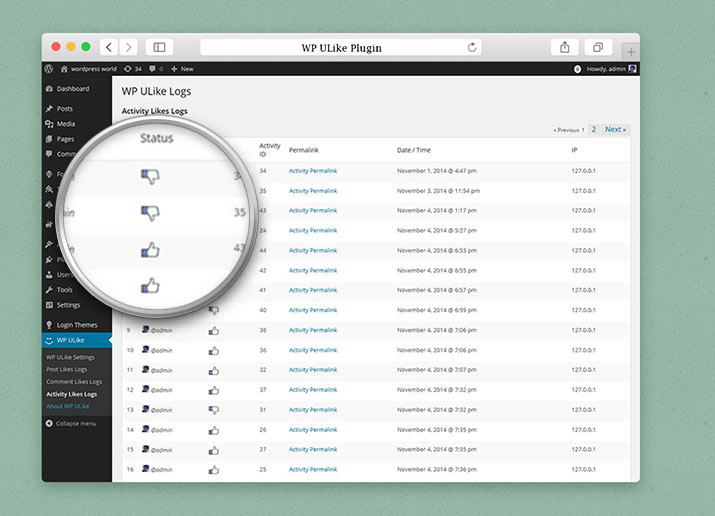 WP ULike Plugin
wordpress world 34 0 + New
0 Howdy, admin
Dashboard
Posts
Media
Pages
Users
Tools
Settings
Login Themes
WP ULike
WP ULike Settings
Post Likes Logs
Comment Likes Logs
Activity Likes Logs
About WP ULike
Collapse menu
WP ULike Logs
Activity Likes Logs
« Previous 1 2 Next »
Status
35
43
Activity ID Permalink Date / Time IP
34 Activity Permalink November 1, 2014 @ 4:47 pm 127.0.0.1
35 Activity Permalink November 3, 2014 @ 11:54 pm 127.0.0.1
43 Activity Permalink November 4, 2014 @ 1:17 pm 127.0.0.1
24 Activity Permalink November 4, 2014 @ 5:27 pm 127.0.0.1
44 Activity Permalink November 4, 2014 @ 6:53 pm 127.0.0.1
42 Activity Permalink November 4, 2014 @ 6:55 pm 127.0.0.1
41 Activity Permalink November 4, 2014 @ 6:57 pm 127.0.0.1
40 Activity Permalink November 4, 2014 @ 6:59 pm 127.0.0.1
9 @admin 38 Activity Permalink November 4, 2014 @ 7:06 pm 127.0.0.1
10 @admin 36 Activity Permalink November 4, 2014 @ 7:06 pm 127.0.0.1
11 @admin 32 Activity Permalink November 4, 2014 @ 7:07 pm 127.0.0.1
12 @admin 37 Activity Permalink November 4, 2014 @ 7:32 pm 127.0.0.1
13 @admin 31 Activity Permalink November 4, 2014 @ 7:32 pm 127.0.0.1
14 @admin 26 Activity Permalink November 4, 2014 @ 7:35 pm 127.0.0.1
15 @admin 27 Activity Permalink November 4, 2014 @ 7:35 pm 127.0.0.1
16 @admin 25 Activity Permalink November 4, 2014 @ 7:36 pm 127.0.0.1